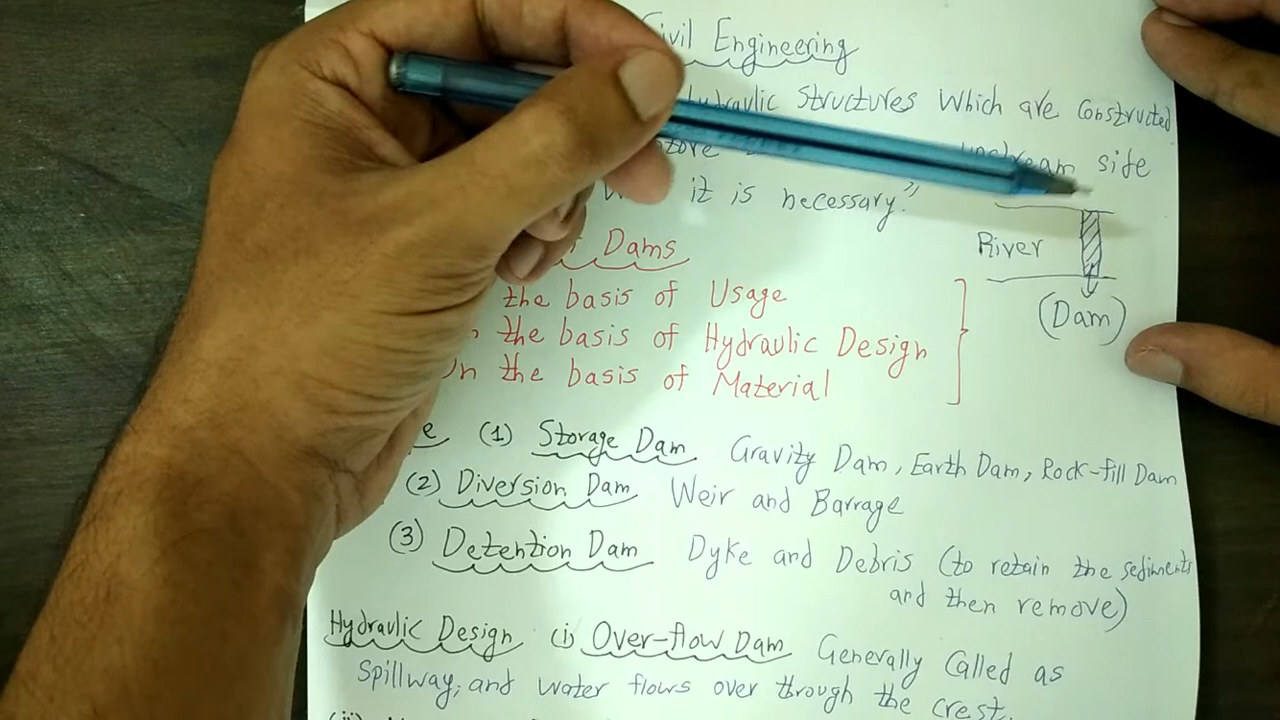 Civil Engineering
Hydraulic Structures Which are Constructed
upstream side
it is necessary."
River
(Dam)
Dams
the basis of Usage
the basis of Hydraulic Design
On the basis of Material
(1) Storage Dam Gravity Dam, Earth Dam, Rock-fill Dam
(2) Diversion Dam Weir and Barrage
(3) Detention Dam Dyke and Debris (to retain the sediments
and then remove)
Hydraulic Design (i) Over-flow Dam Generally Called as
Spillway, and water flows over through the crest.